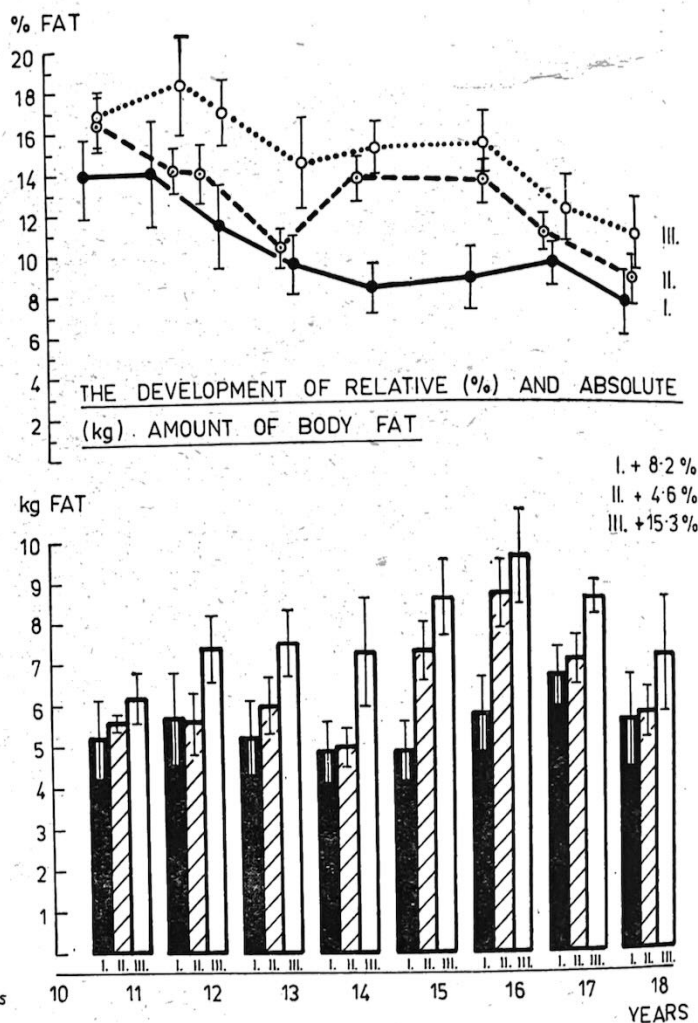 % FAT
20
18
16
14
12
10
8
6
4
2
III.
II.
I.
THE DEVELOPMENT OF RELATIVE (%) AND ABSOLUTE
(kg). AMOUNT OF BODY FAT
I. + 8·2 %
II. + 4·6 %
III. +15·3 %
kg FAT
10
9
8
7
6
5
4
3
2
1
I. II. III. I. II. III. I. II. III. I. II. III. I. II. III. I. II. III. I. II. III. I. II. III.
10 11 12 13 14 15 16 17 18
YEARS
s